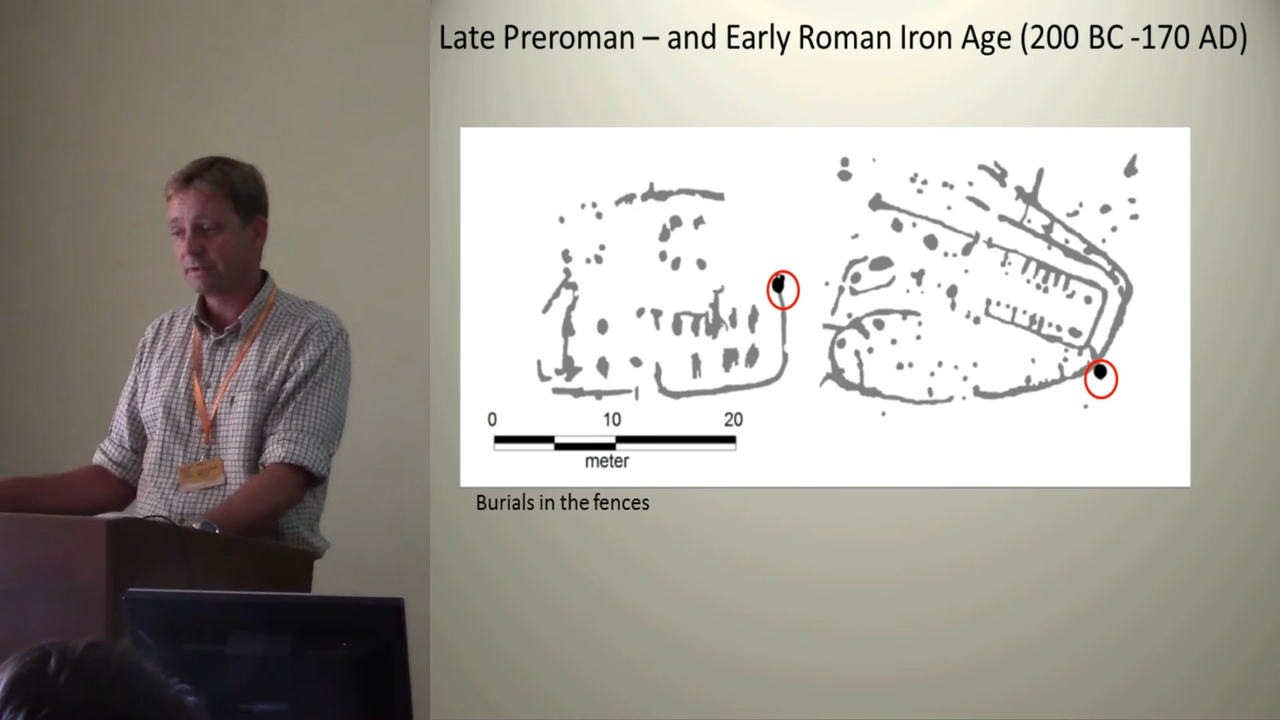 Late Preroman – and Early Roman Iron Age (200 BC -170 AD)
0 10 20
meter
Burials in the fences